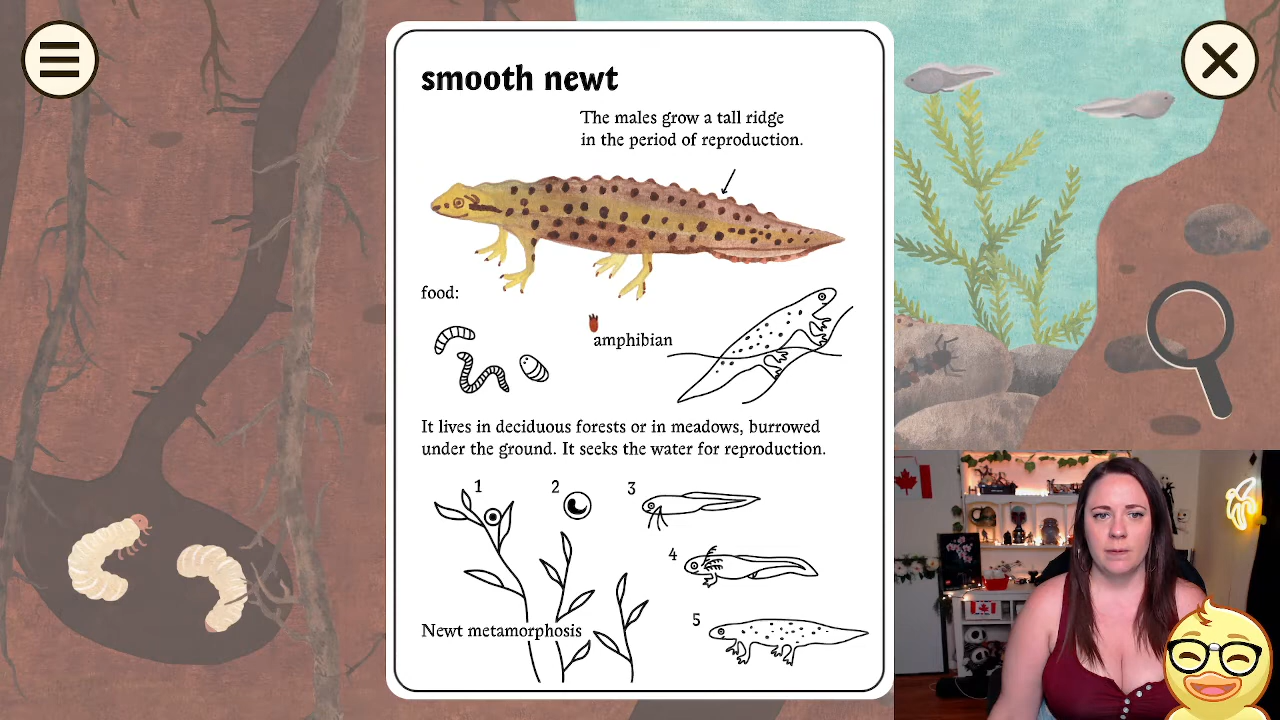 smooth newt
The males grow a tall ridge
in the period of reproduction.
food:
amphibian
It lives in deciduous forests or in meadows, burrowed
under the ground. It seeks the water for reproduction.
1
2
3
4
5
Newt metamorphosis